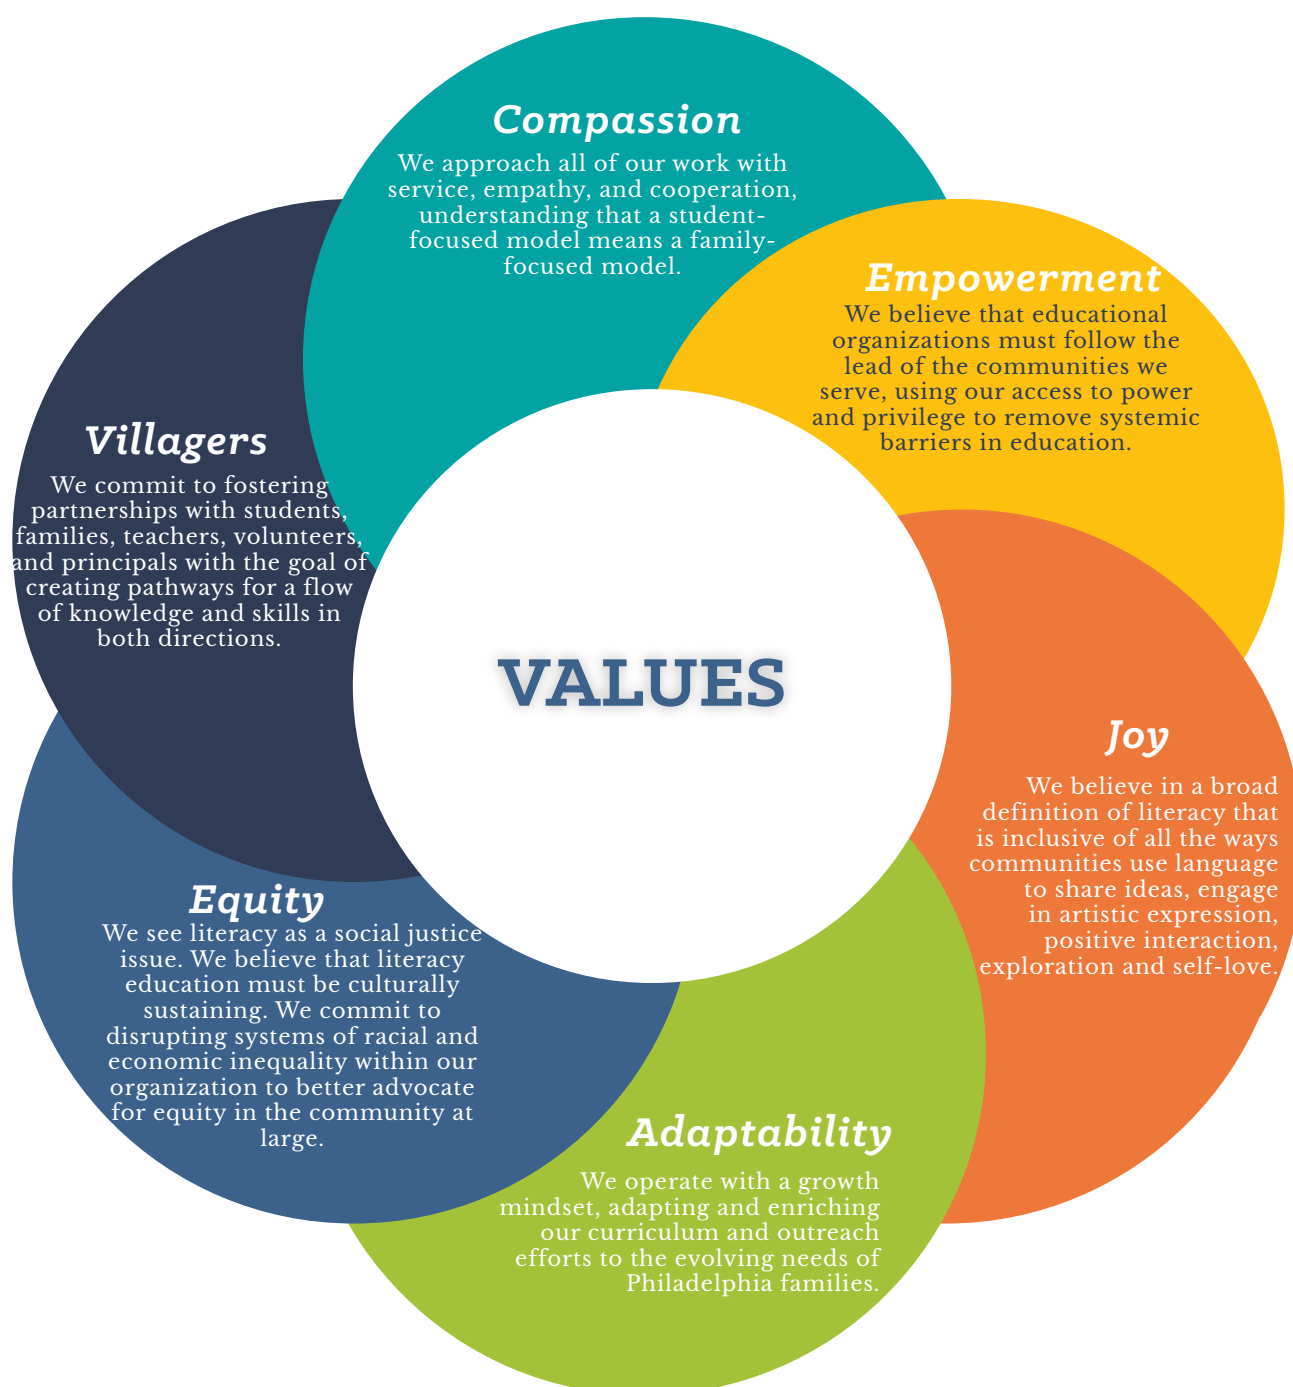 Compassion
We approach all of our work with
service, empathy, and cooperation,
understanding that a student-
focused model means a family-
focused model.
Empowerment
We believe that educational
organizations must follow the
lead of the communities we
serve, using our access to power
and privilege to remove systemic
barriers in education.
Villagers
We commit to fostering
partnerships with students,
families, teachers, volunteers,
and principals with the goal of
creating pathways for a flow
of knowledge and skills in
both directions.
VALUES
Joy
We believe in a broad
definition of literacy that
is inclusive of all the ways
communities use language
to share ideas, engage
in artistic expression,
positive interaction,
exploration and self-love.
Equity
We see literacy as a social justice
issue. We believe that literacy
education must be culturally
sustaining. We commit to
disrupting systems of racial and
economic inequality within our
organization to better advocate
for equity in the community at
large.
Adaptability
We operate with a growth
mindset, adapting and enriching
our curriculum and outreach
efforts to the evolving needs of
Philadelphia families.